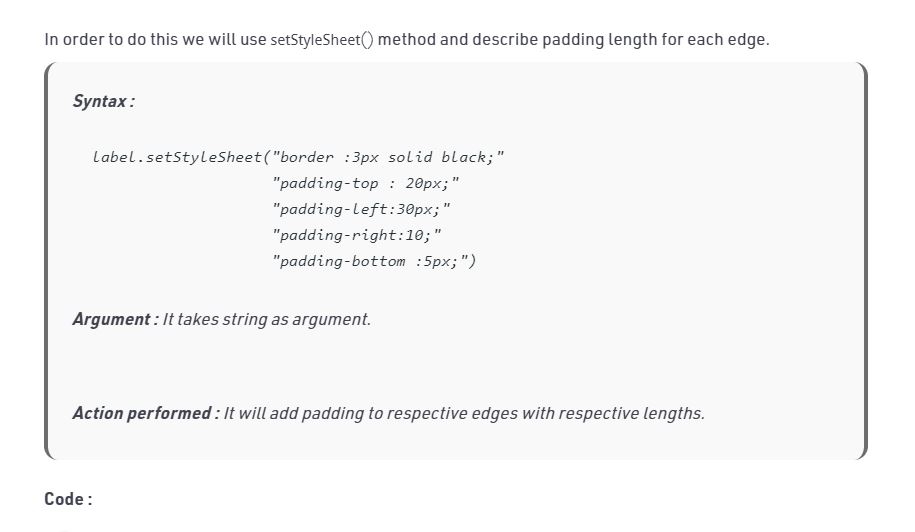 In order to do this we will use setStyleSheet() method and describe padding length for each edge.
Syntax :
label.setStyleSheet("border :3px solid black;"
"padding-top : 20px;"
"padding-left:30px;"
"padding-right:10;"
"padding-bottom :5px;")
Argument : It takes string as argument.
Action performed : It will add padding to respective edges with respective lengths.
Code :